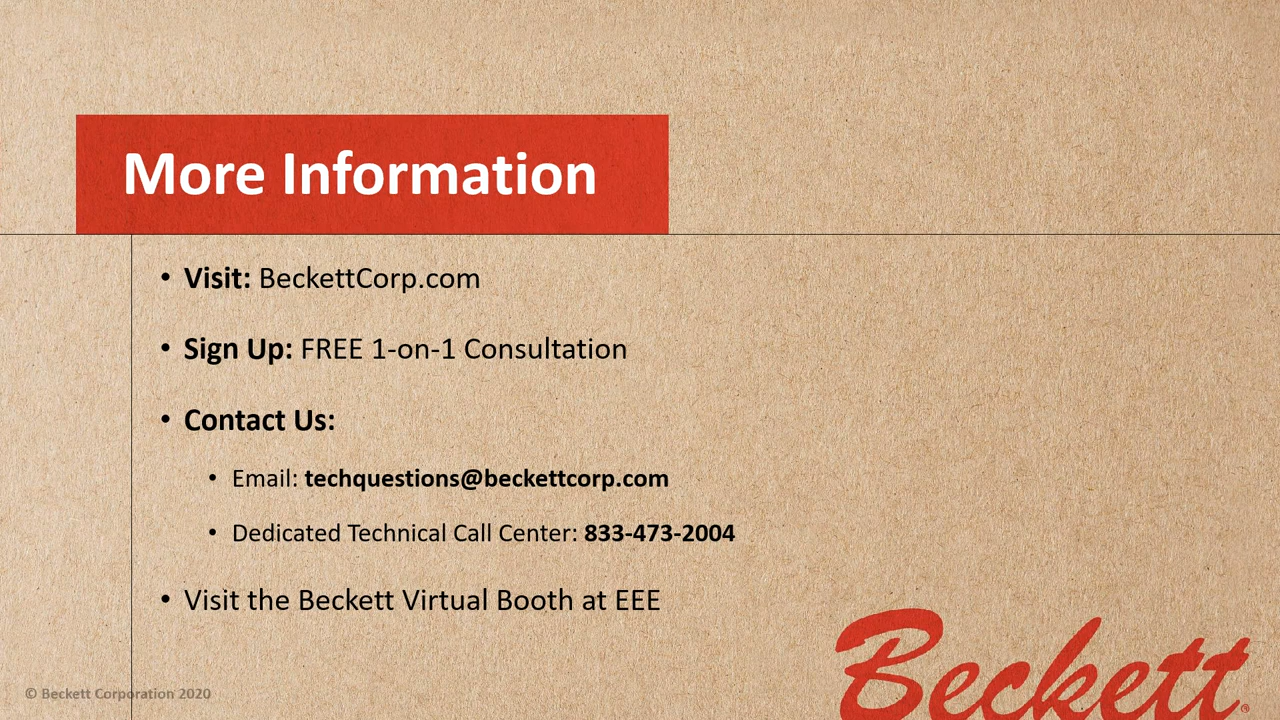 More Information
• Visit: BeckettCorp.com
• Sign Up: FREE 1-on-1 Consultation
• Contact Us:
• Email: techquestions@beckettcorp.com
• Dedicated Technical Call Center: 833-473-2004
• Visit the Beckett Virtual Booth at EEE
Beckett®
© Beckett Corporation 2020